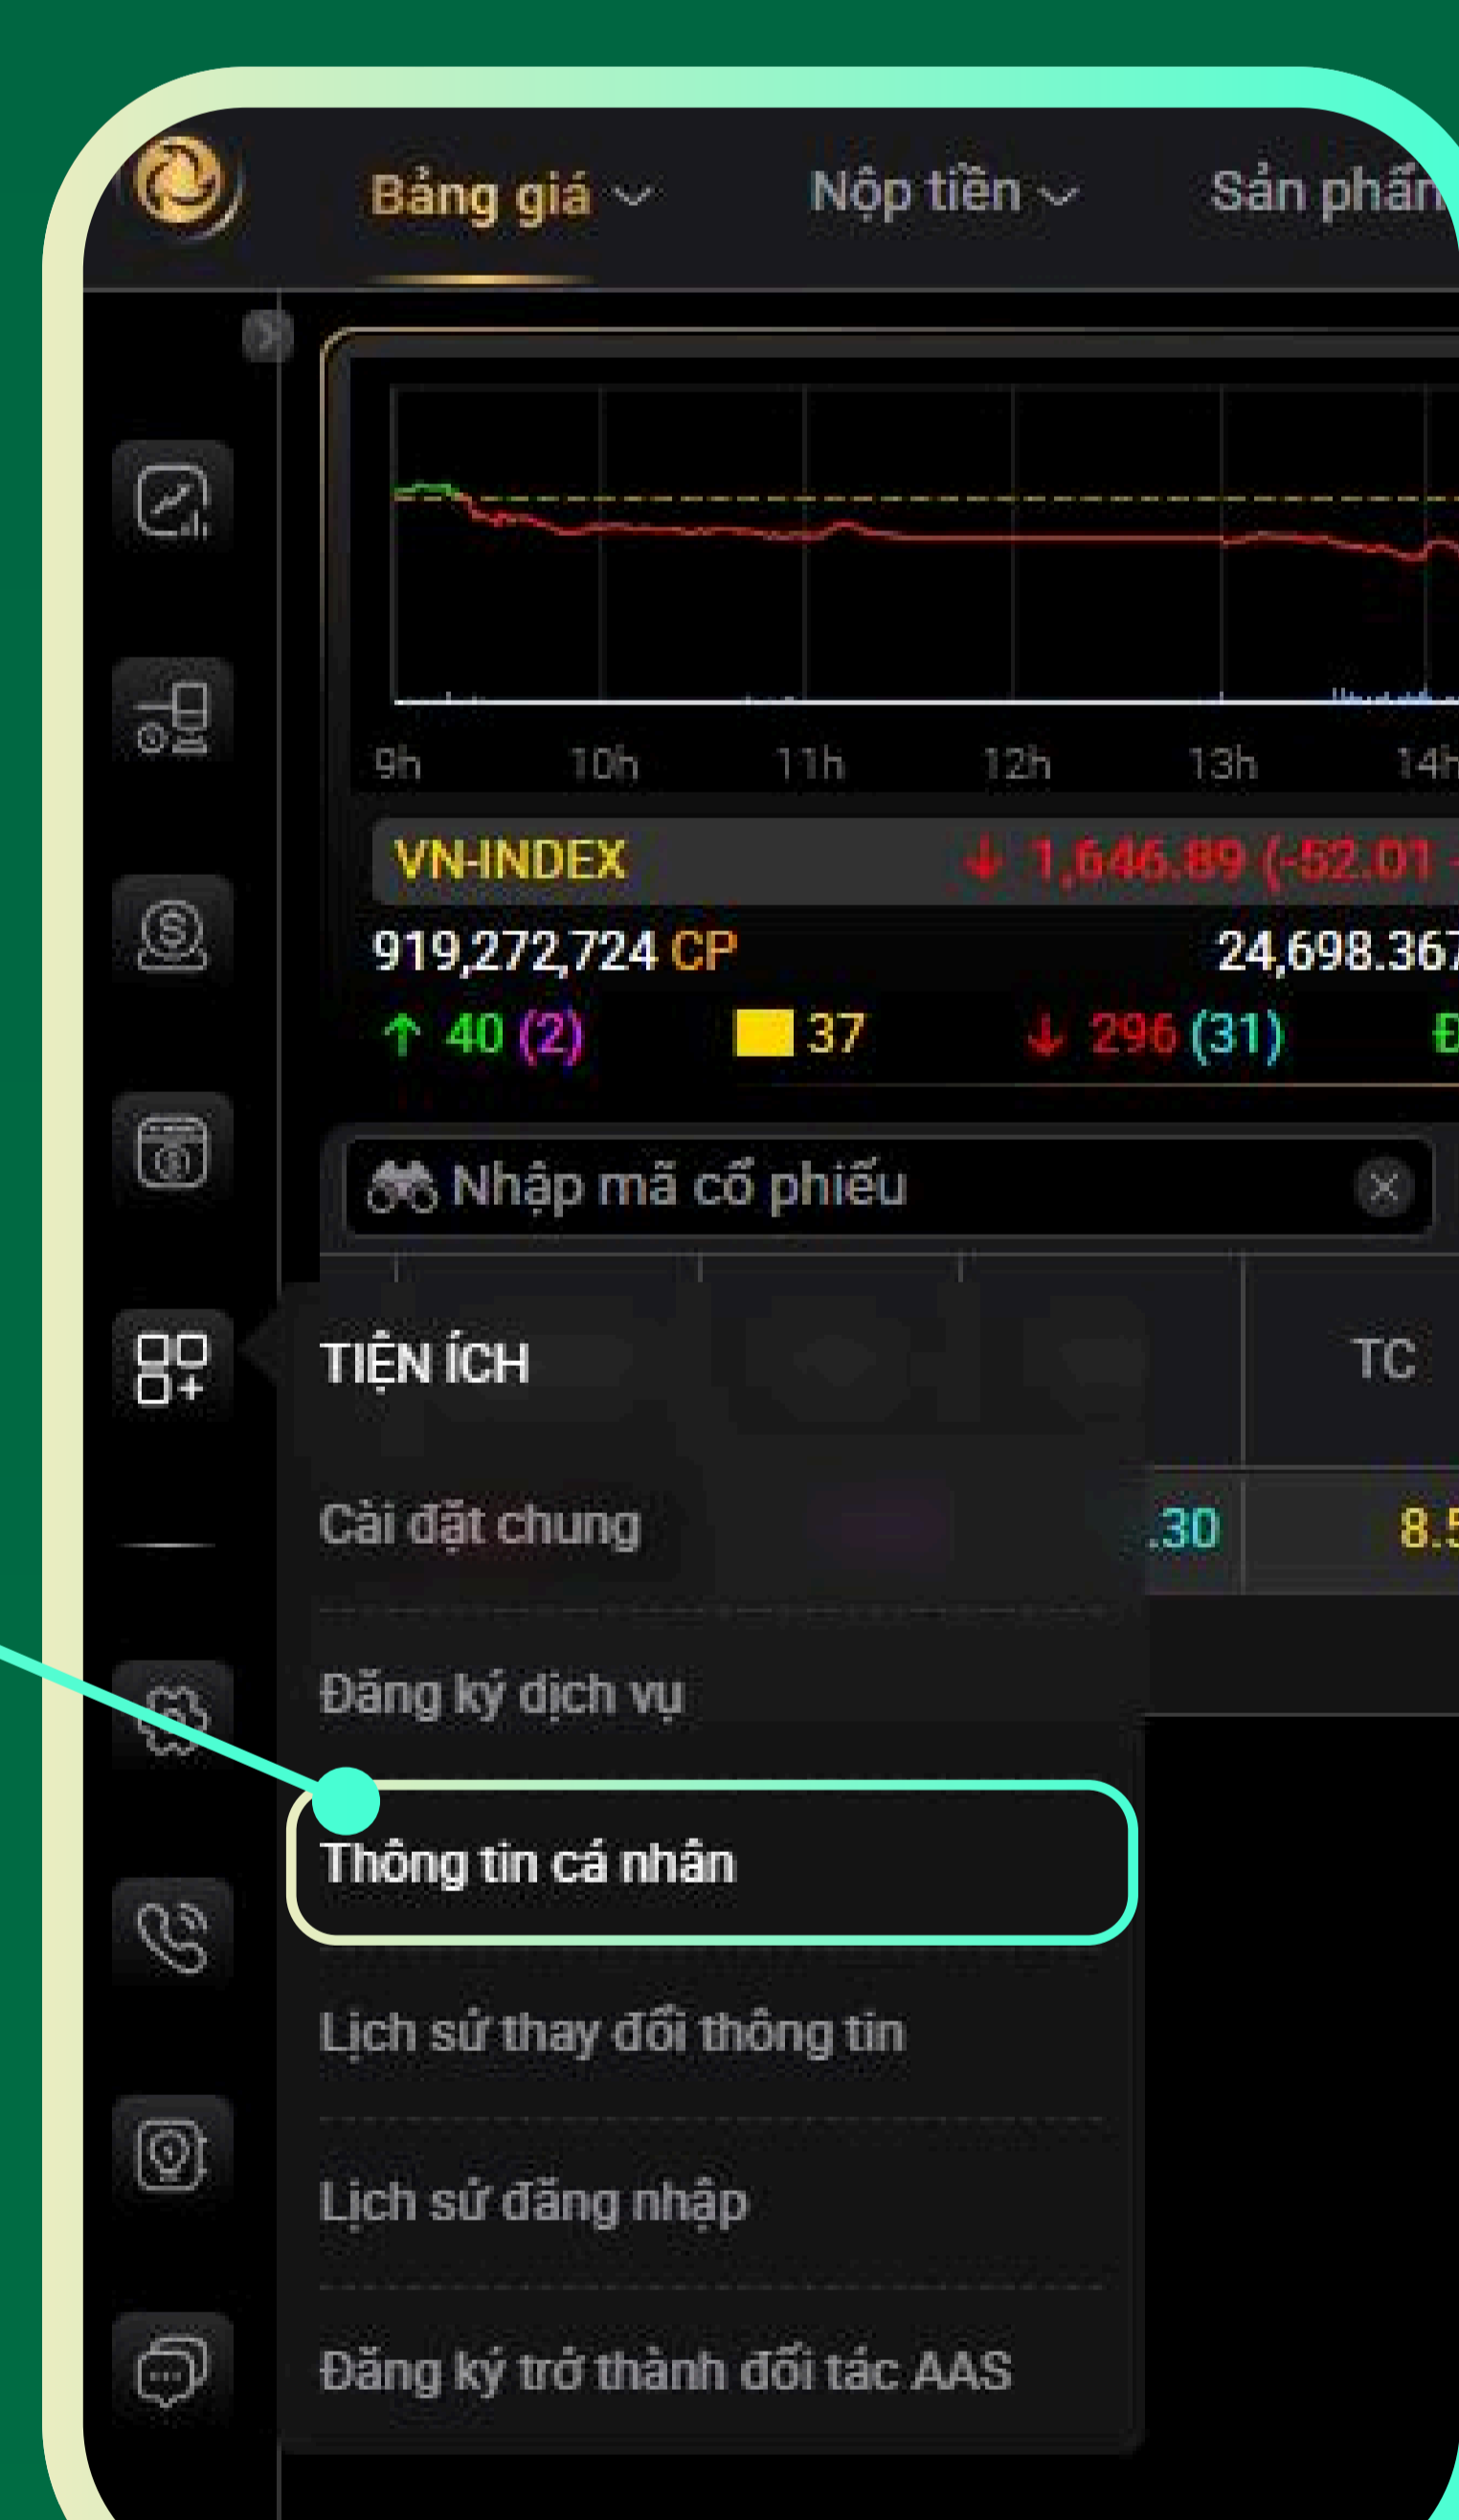 Bảng giá Nộp tiền Sản phẩm
9h 10h 11h 12h 13h 14h
VN-INDEX ↓ 1,646.89 (-52.01 -
919,272,724 CP 24,698.367
↑ 40 (2) 37 ↓ 296 (31) Đ
Nhập mã cổ phiếu
TIỆN ÍCH TC
Cài đặt chung .30 8.5
Đăng ký dịch vụ
Thông tin cá nhân
Lịch sử thay đổi thông tin
Lịch sử đăng nhập
Đăng ký trở thành đối tác AAS